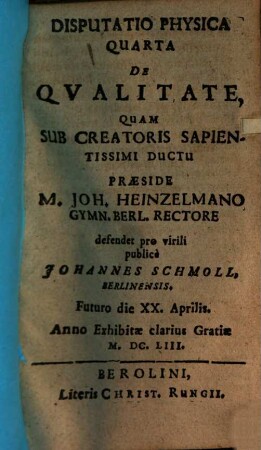 DISPUTATIO PHYSICA
QUARTA
DE
QVALITATE,
QUAM
SUB CREATORIS SAPIEN-
TISSIMI DUCTU
PRÆSIDE
M. JOH. HEINZELMANO
GYMN. BERL. RECTORE
defendet pro virili
publicè
JOHANNES SCHMOLL,
BERLINENSIS.
Futuro die XX. Aprilis.
Anno Exhibitæ clarius Gratiæ
M. DC. LIII.
BEROLINI,
Literis CHRIST. RUNGII.